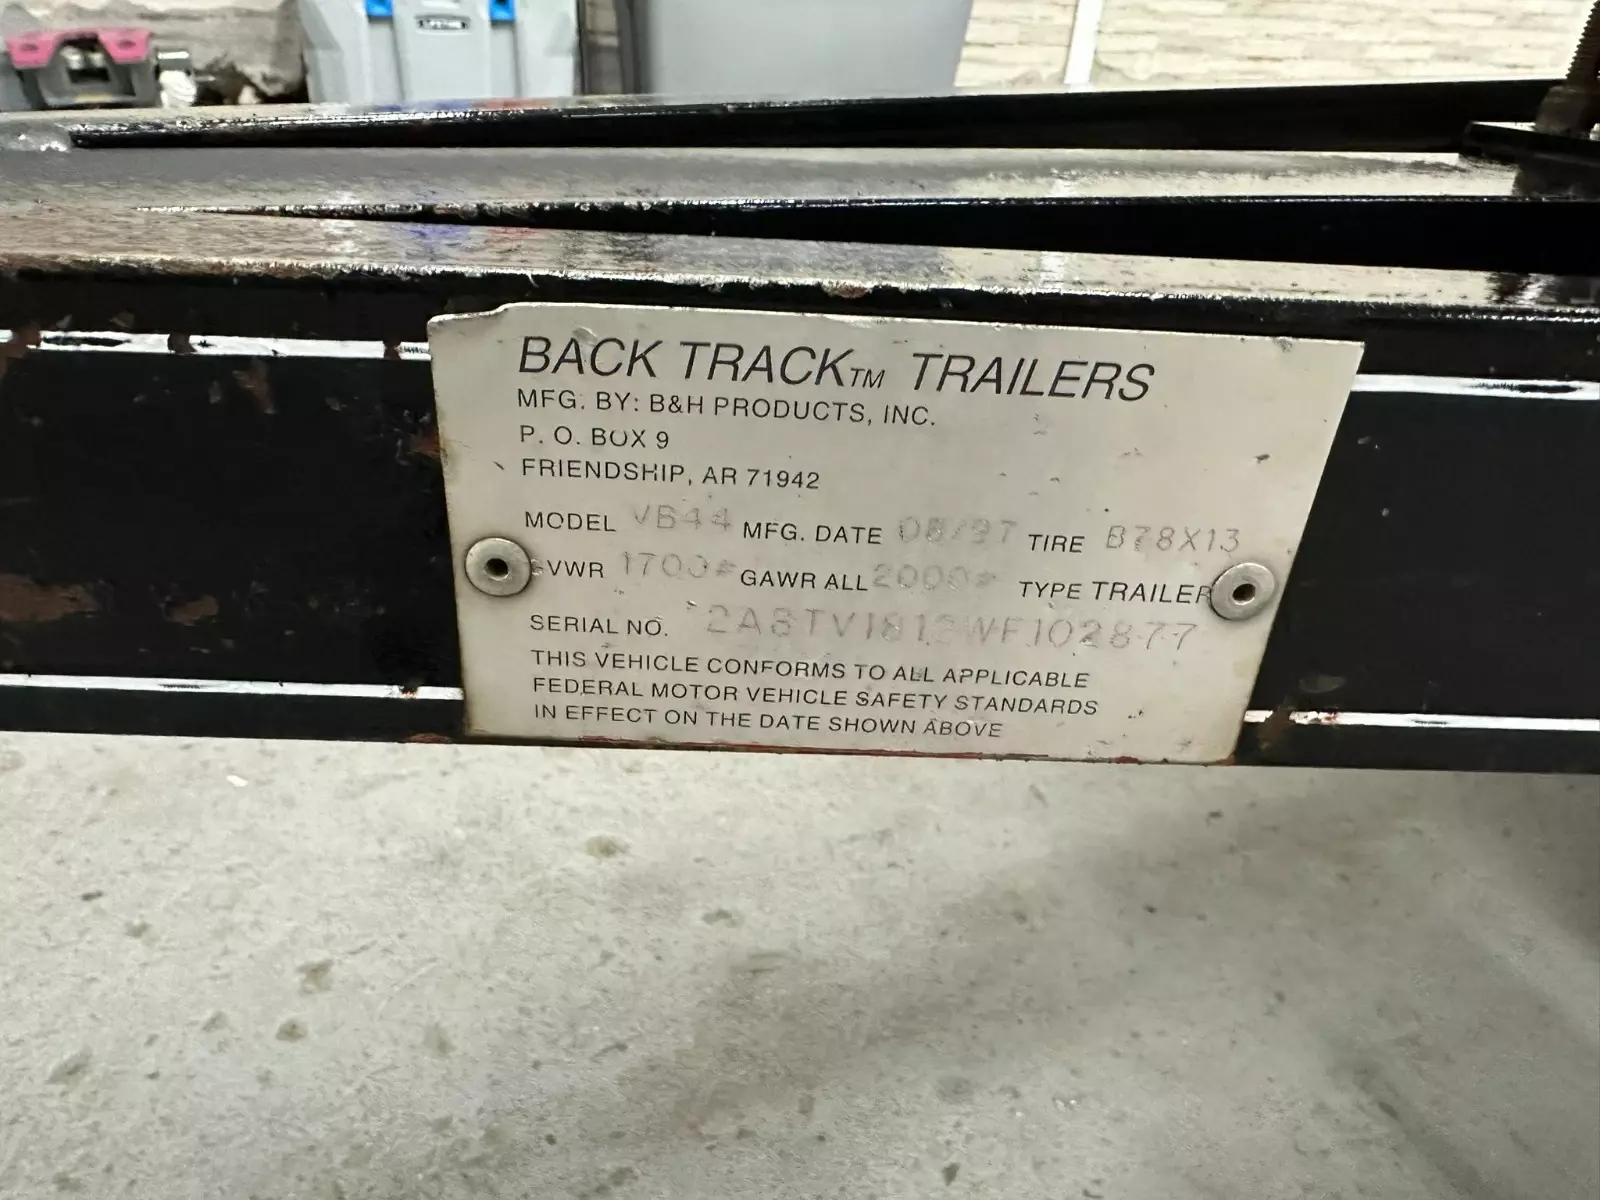 LIFETIME
BACK TRACK™ TRAILERS
MFG. BY: B&H PRODUCTS, INC.
P. O. BOX 9
FRIENDSHIP, AR 71942
MODEL VB44 MFG. DATE 08/97 TIRE B78X13
GVWR 1700# GAWR ALL 2000# TYPE TRAILER
SERIAL NO.
THIS VEHICLE CONFORMS TO ALL APPLICABLE
FEDERAL MOTOR VEHICLE SAFETY STANDARDS
IN EFFECT ON THE DATE SHOWN ABOVE